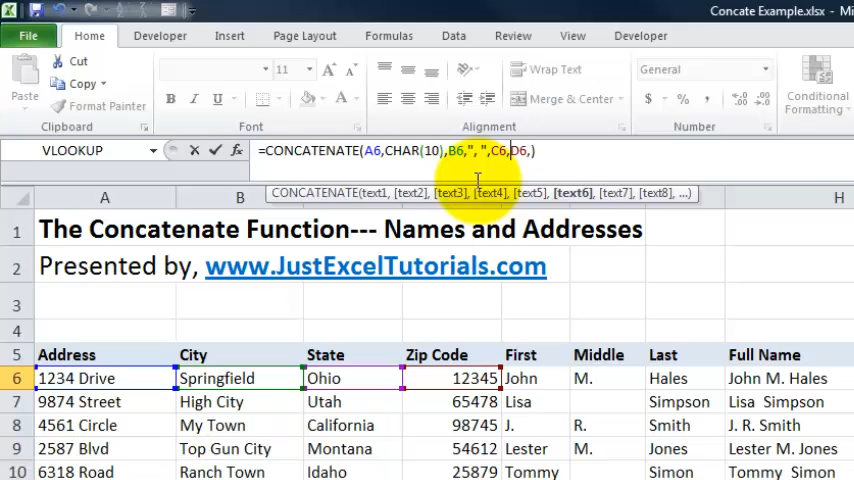 Concate Example.xlsx - Mi
File Home Developer Insert Page Layout Formulas Data Review View Developer
Paste Cut Copy Format Painter
11 A A B I U A
Wrap Text Merge & Center
General $ % , Conditional Formatting
Clipboard Font Alignment Number
VLOOKUP fx =CONCATENATE(A6,CHAR(10),B6,", ",C6,D6,)
CONCATENATE(text1, [text2], [text3], [text4], [text5], [text6], [text7], [text8], ...)
A B H
1 The Concatenate Function--- Names and Addresses
2 Presented by, www.JustExcelTutorials.com
3
4
5 Address City State Zip Code First Middle Last Full Name
6 1234 Drive Springfield Ohio 12345 John M. Hales John M. Hales
7 9874 Street High City Utah 65478 Lisa Simpson Lisa  Simpson
8 4561 Circle My Town California 98745 J. R. Smith J. R. Smith
9 2587 Blvd Top Gun City Montana 54612 Lester M. Jones Lester M. Jones
10 6318 Road Ranch Town Idaho 25879 Tommy Simon Tommy  Simon